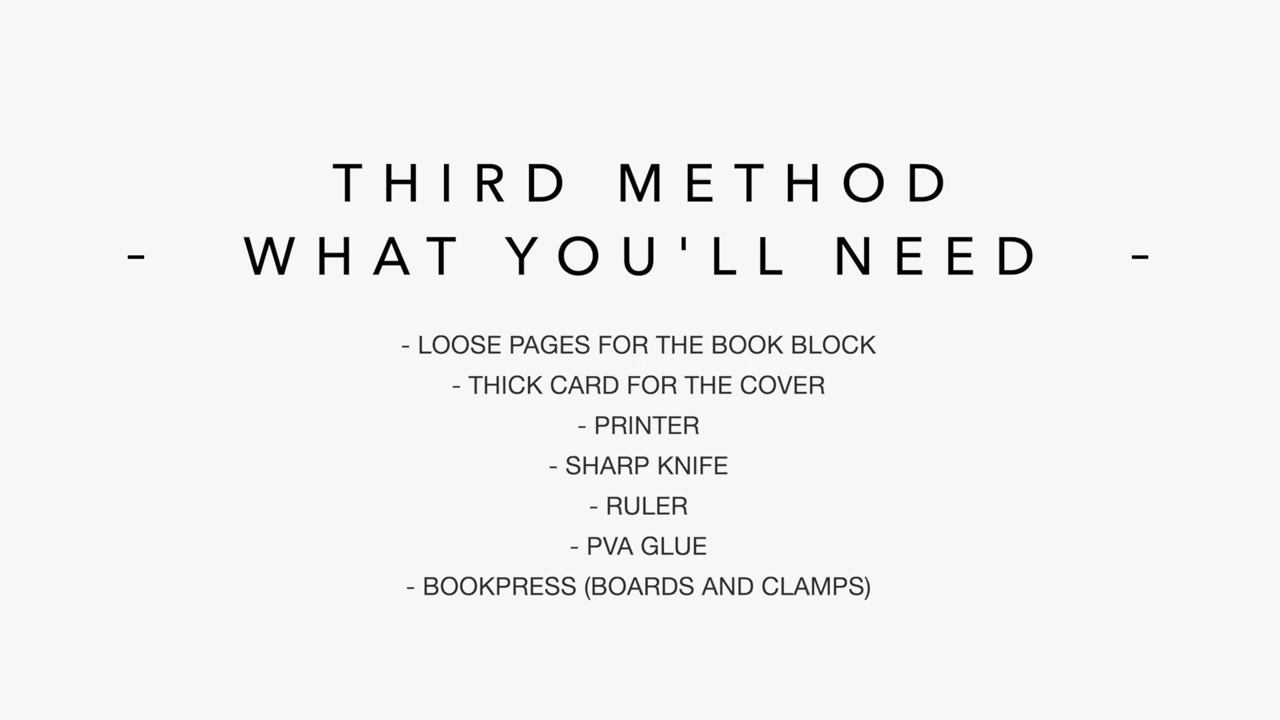 THIRD METHOD
- WHAT YOU'LL NEED -
- LOOSE PAGES FOR THE BOOK BLOCK
- THICK CARD FOR THE COVER
- PRINTER
- SHARP KNIFE
- RULER
- PVA GLUE
- BOOKPRESS (BOARDS AND CLAMPS)